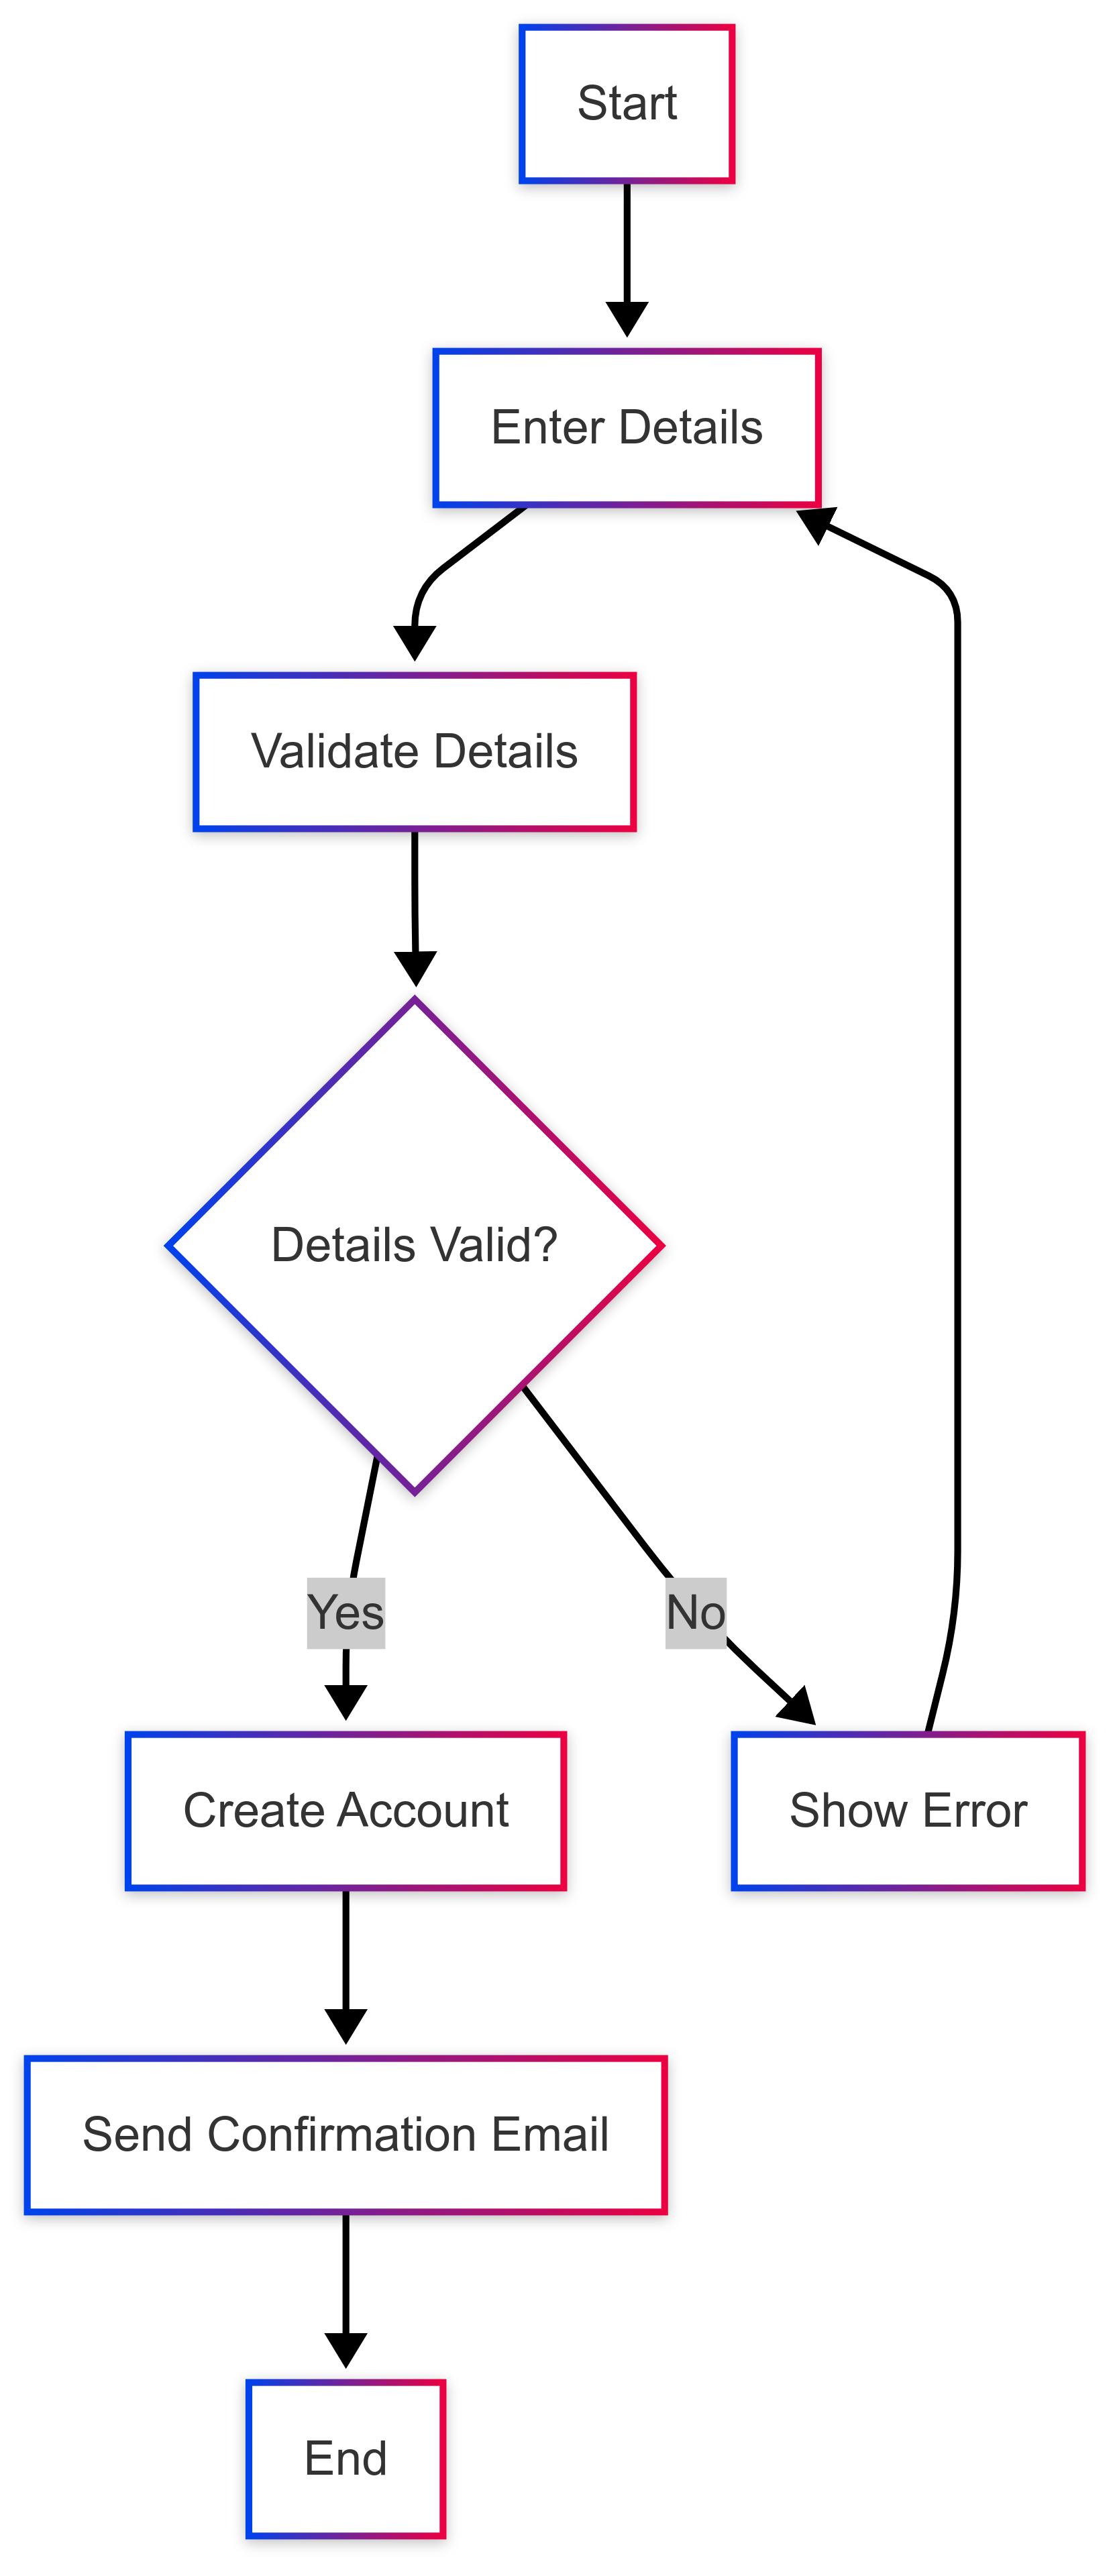 Start
Enter Details
Validate Details
Details Valid?
Yes
No
Create Account
Show Error
Send Confirmation Email
End